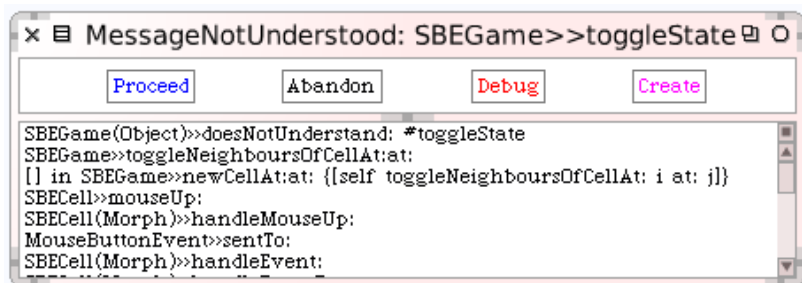 MessageNotUnderstood: SBEGame>>toggleState
Proceed Abandon Debug Create
SBEGame(Object)»doesNotUnderstand: #toggleState
SBEGame»toggleNeighboursOfCellAt:at:
[] in SBEGame»newCellAt:at: {[self toggleNeighboursOfCellAt: i at: j]}
SBECell»mouseUp:
SBECell(Morph)»handleMouseUp:
MouseButtonEvent»sentTo:
SBECell(Morph)»handleEvent: